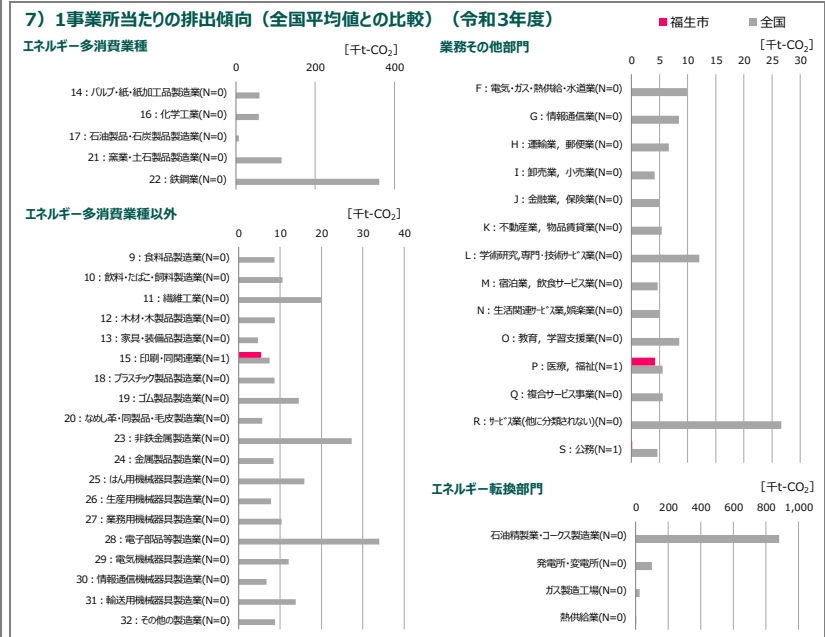 7）1事業所当たりの排出傾向（全国平均値との比較）（令和3年度）
福生市
全国
エネルギー多消費業種
［千t-CO₂］
0 200 400
14：パルプ・紙・紙加工品製造業(N=0)
16：化学工業(N=0)
17：石油製品・石炭製品製造業(N=0)
21：窯業・土石製品製造業(N=0)
22：鉄鋼業(N=0)
エネルギー多消費業種以外
［千t-CO₂］
0 10 20 30 40
9：食料品製造業(N=0)
10：飲料・たばこ・飼料製造業(N=0)
11：繊維工業(N=0)
12：木材・木製品製造業(N=0)
13：家具・装備品製造業(N=0)
15：印刷・同関連業(N=1)
18：プラスチック製品製造業(N=0)
19：ゴム製品製造業(N=0)
20：なめし革・同製品・毛皮製造業(N=0)
23：非鉄金属製造業(N=0)
24：金属製品製造業(N=0)
25：はん用機械器具製造業(N=0)
26：生産用機械器具製造業(N=0)
27：業務用機械器具製造業(N=0)
28：電子部品等製造業(N=0)
29：電気機械器具製造業(N=0)
30：情報通信機械器具製造業(N=0)
31：輸送用機械器具製造業(N=0)
32：その他の製造業(N=0)
業務その他部門
［千t-CO₂］
0 5 10 15 20 25 30
F：電気・ガス・熱供給・水道業(N=0)
G：情報通信業(N=0)
H：運輸業，郵便業(N=0)
I：卸売業，小売業(N=0)
J：金融業，保険業(N=0)
K：不動産業，物品賃貸業(N=0)
L：学術研究,専門・技術ｻｰﾋﾞｽ業(N=0)
M：宿泊業，飲食サービス業(N=0)
N：生活関連ｻｰﾋﾞｽ業,娯楽業(N=0)
O：教育，学習支援業(N=0)
P：医療，福祉(N=1)
Q：複合サービス事業(N=0)
R：ｻｰﾋﾞｽ業(他に分類されない)(N=0)
S：公務(N=1)
エネルギー転換部門
［千t-CO₂］
0 200 400 600 800 1,000
石油精製業・コークス製造業(N=0)
発電所・変電所(N=0)
ガス製造工場(N=0)
熱供給業(N=0)